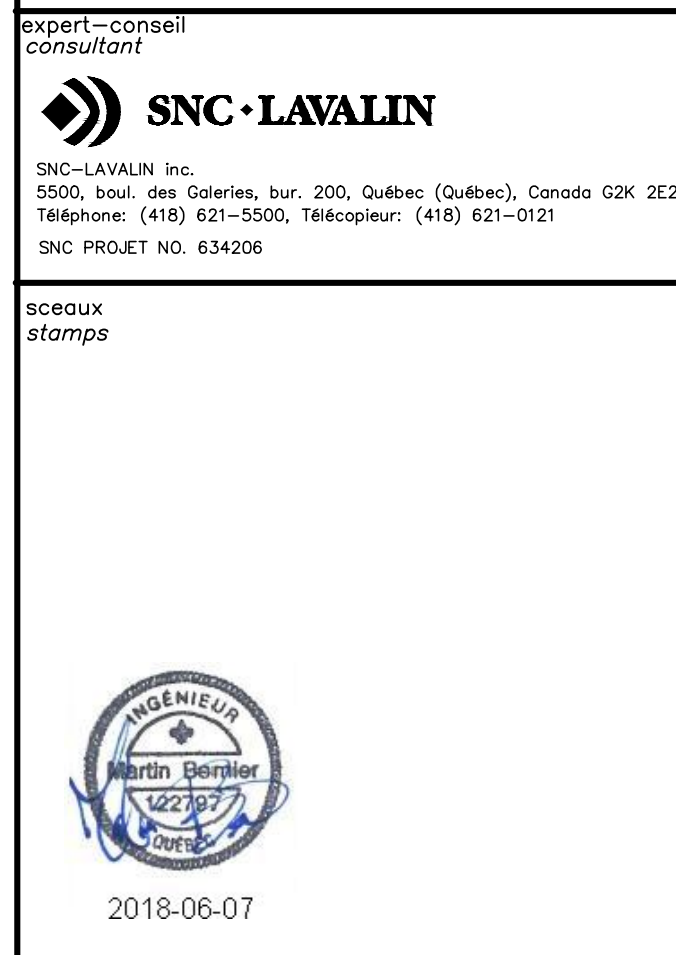 expert-conseil
consultant
SNC·LAVALIN
SNC-LAVALIN inc.
5500, boul. des Galeries, bur. 200, Québec (Québec), Canada G2K 2E2
Téléphone: (418) 621-5500, Télécopieur: (418) 621-0121
SNC PROJET NO. 634206
sceaux
stamps
INGÉNIEUR
Martin Bernier
122797
QUÉBEC
2018-06-07